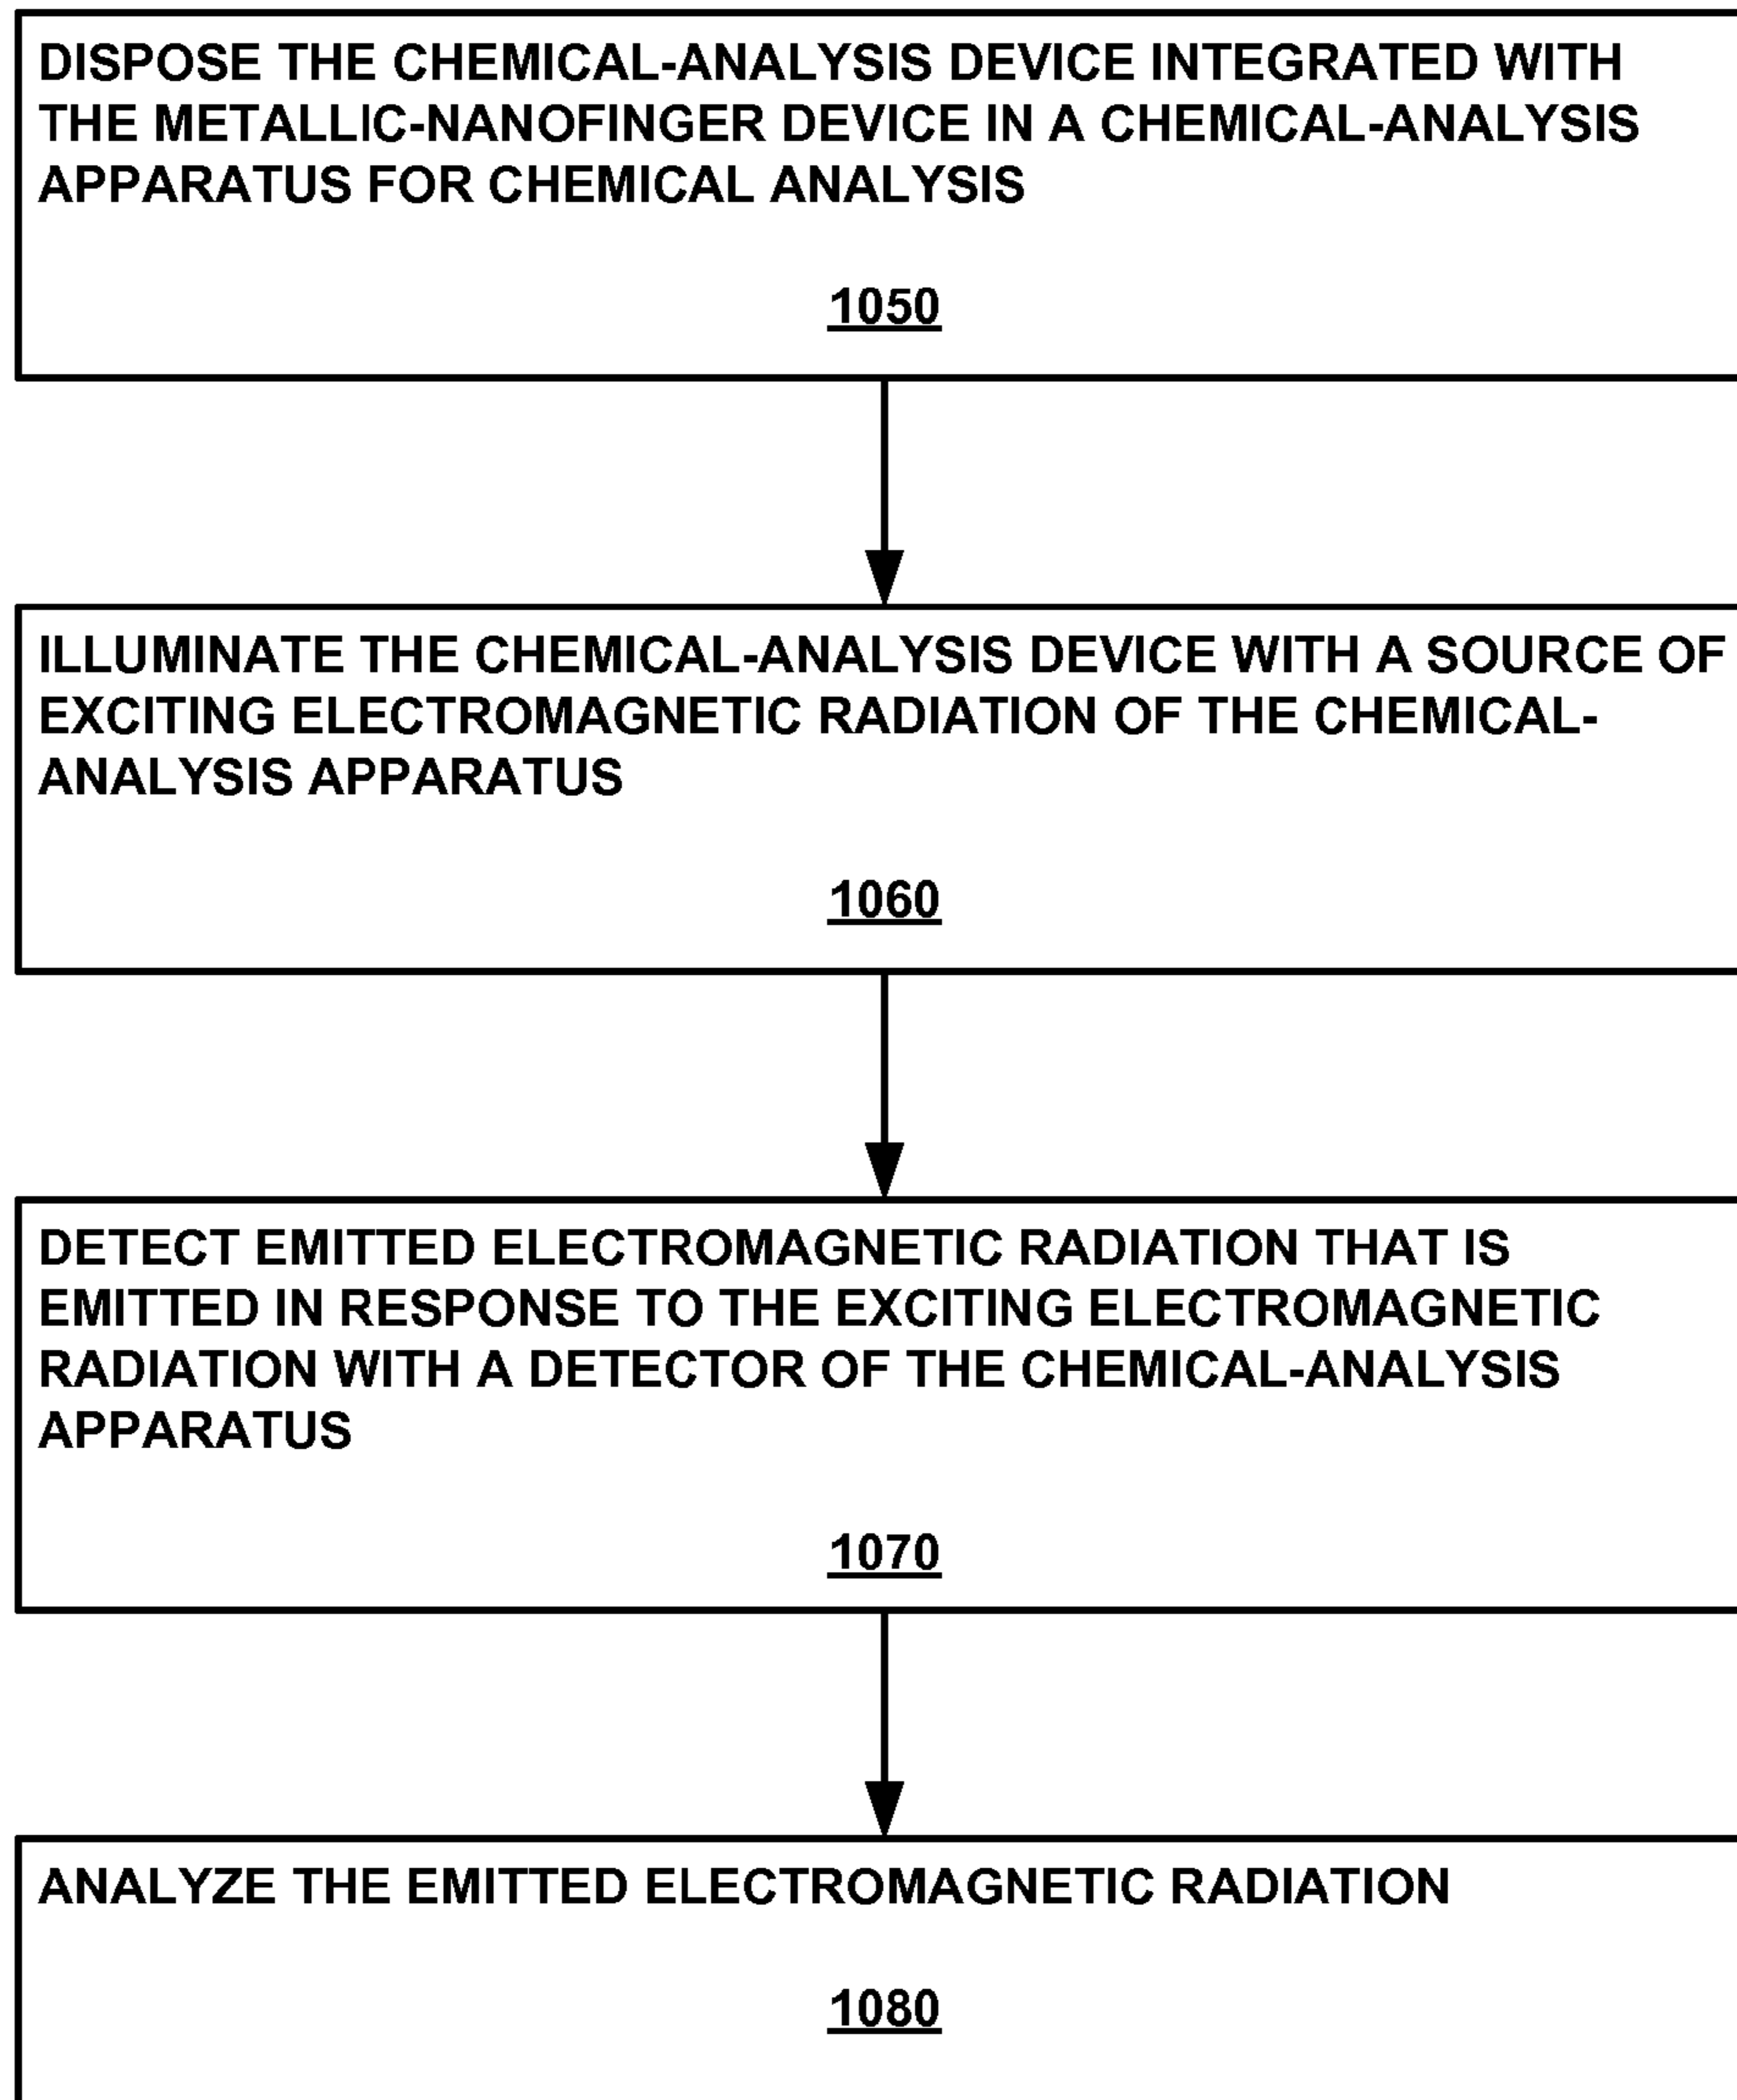 DISPOSE THE CHEMICAL-ANALYSIS DEVICE INTEGRATED WITH
THE METALLIC-NANOFINGER DEVICE IN A CHEMICAL-ANALYSIS
APPARATUS FOR CHEMICAL ANALYSIS
1050
ILLUMINATE THE CHEMICAL-ANALYSIS DEVICE WITH A SOURCE OF
EXCITING ELECTROMAGNETIC RADIATION OF THE CHEMICAL-
ANALYSIS APPARATUS
1060
DETECT EMITTED ELECTROMAGNETIC RADIATION THAT IS
EMITTED IN RESPONSE TO THE EXCITING ELECTROMAGNETIC
RADIATION WITH A DETECTOR OF THE CHEMICAL-ANALYSIS
APPARATUS
1070
ANALYZE THE EMITTED ELECTROMAGNETIC RADIATION
1080